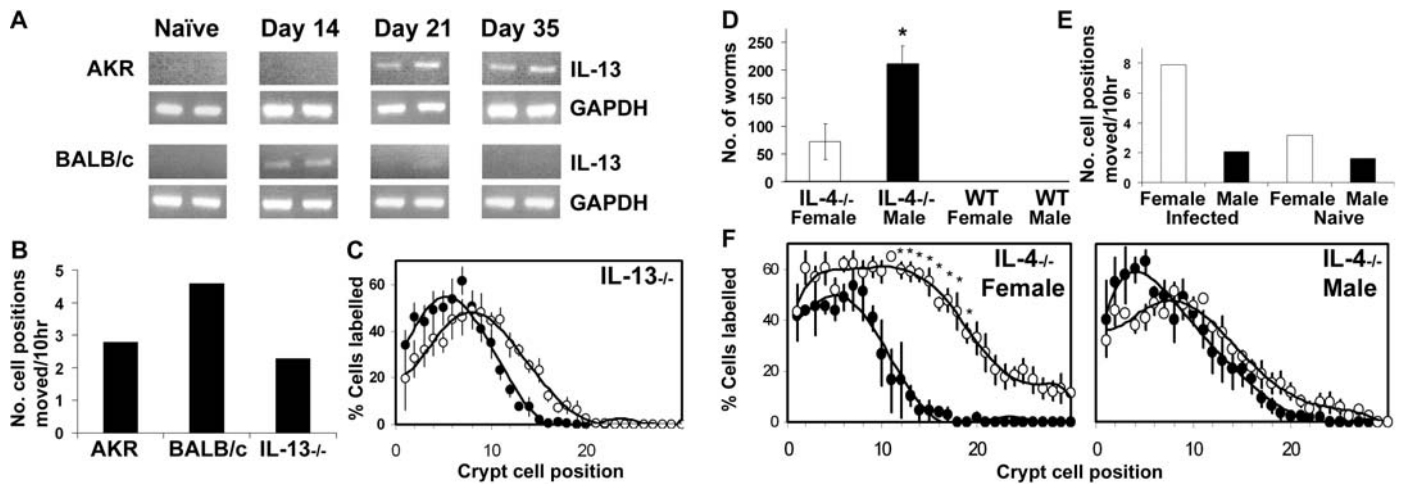 A
Naïve Day 14 Day 21 Day 35
AKR
IL-13
GAPDH
BALB/c
IL-13
GAPDH
B
No. cell positions
moved/10hr
5
4
3
2
1
0
AKR BALB/c IL-13-/-
C
IL-13-/-
% Cells labelled
60
40
20
0
0 10 20
Crypt cell position
D
*
No. of worms
250
200
150
100
50
0
IL-4-/- IL-4-/- WT WT
Female Male Female Male
E
No. cell positions
moved/10hr
8
6
4
2
0
Female Male Female Male
Infected Naive
F
IL-4-/-
Female
* * * * * * * *
% Cells labelled
60
40
20
0
0 10 20
IL-4-/-
Male
0 10 20
Crypt cell position